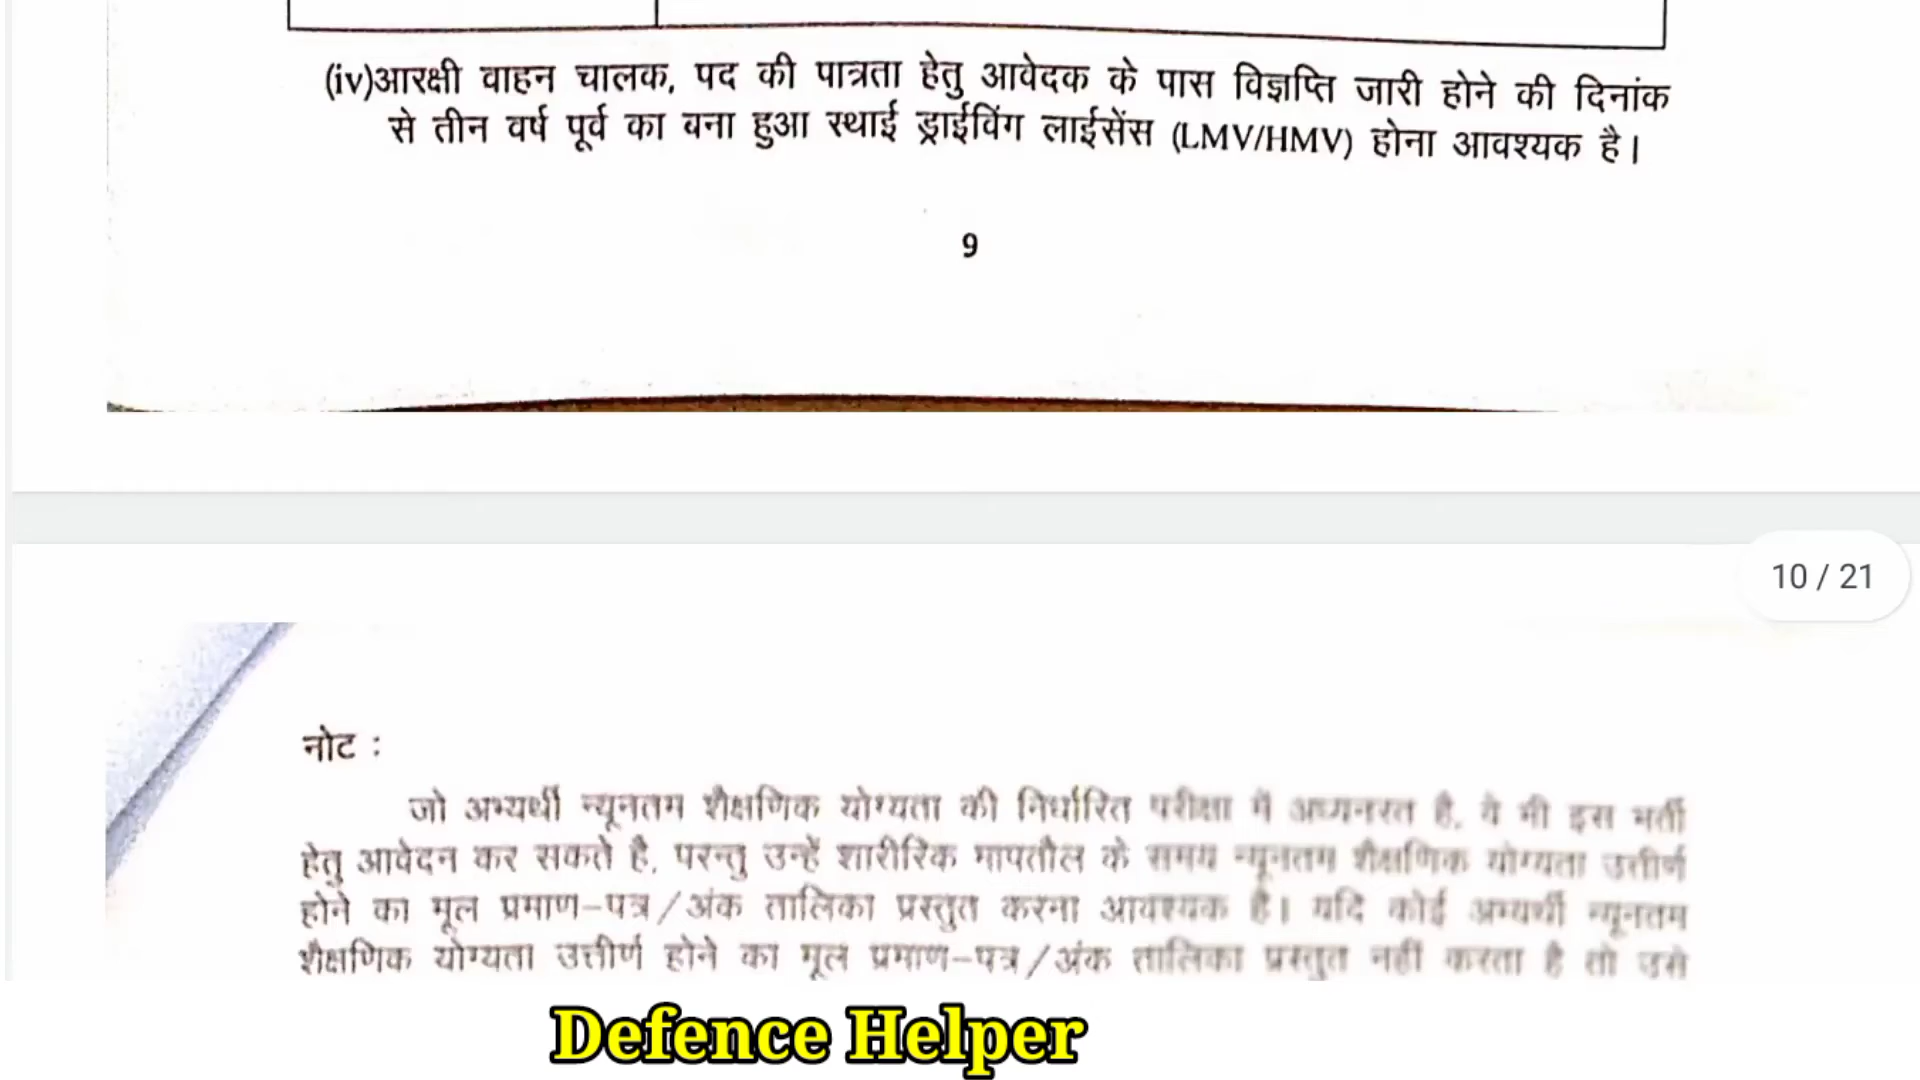 (iv)आरक्षी वाहन चालक, पद की पात्रता हेतु आवेदक के पास विज्ञप्ति जारी होने की दिनांक
से तीन वर्ष पूर्व का बना हुआ स्थाई ड्राईविंग लाईसेंस (LMV/HMV) होना आवश्यक है।
9
10 / 21
नोट :
जो अभ्यर्थी न्यूनतम शैक्षणिक योग्यता की निर्धारित परीक्षा में अध्यनरत है, वे भी इस भर्ती
हेतु आवेदन कर सकते है, परन्तु उन्हें शारीरिक मापतौल के समय न्यूनतम शैक्षणिक योग्यता उत्तीर्ण
होने का मूल प्रमाण-पत्र/अंक तालिका प्रस्तुत करना आवश्यक है। यदि कोई अभ्यर्थी न्यूनतम
शैक्षणिक योग्यता उत्तीर्ण होने का मूल प्रमाण-पत्र/अंक तालिका प्रस्तुत नहीं करता है तो उसे
Defence Helper